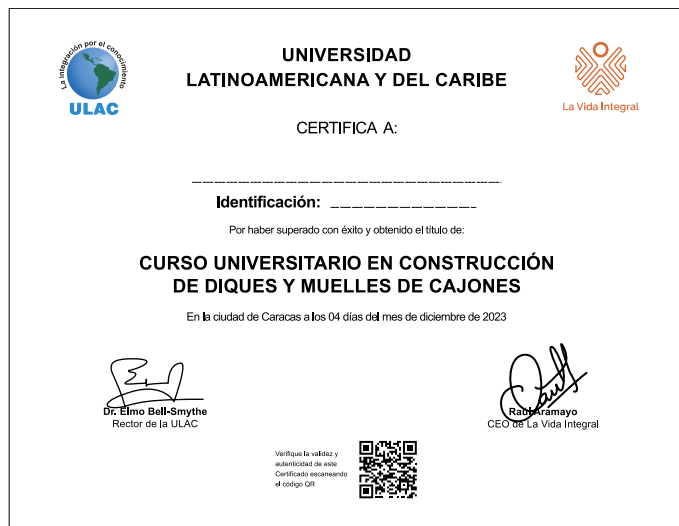 La integración por el conocimiento
ULAC
UNIVERSIDAD
LATINOAMERICANA Y DEL CARIBE
La Vida Integral
CERTIFICA A:
Identificación:
Por haber superado con éxito y obtenido el título de:
CURSO UNIVERSITARIO EN CONSTRUCCIÓN
DE DIQUES Y MUELLES DE CAJONES
En la ciudad de Caracas a los 04 días del mes de diciembre de 2023
Dr. Elmo Bell-Smythe
Rector de la ULAC
Raúl Aramayo
CEO de La Vida Integral
Verifique la validez y
autenticidad de este
Certificado escaneando
el código QR